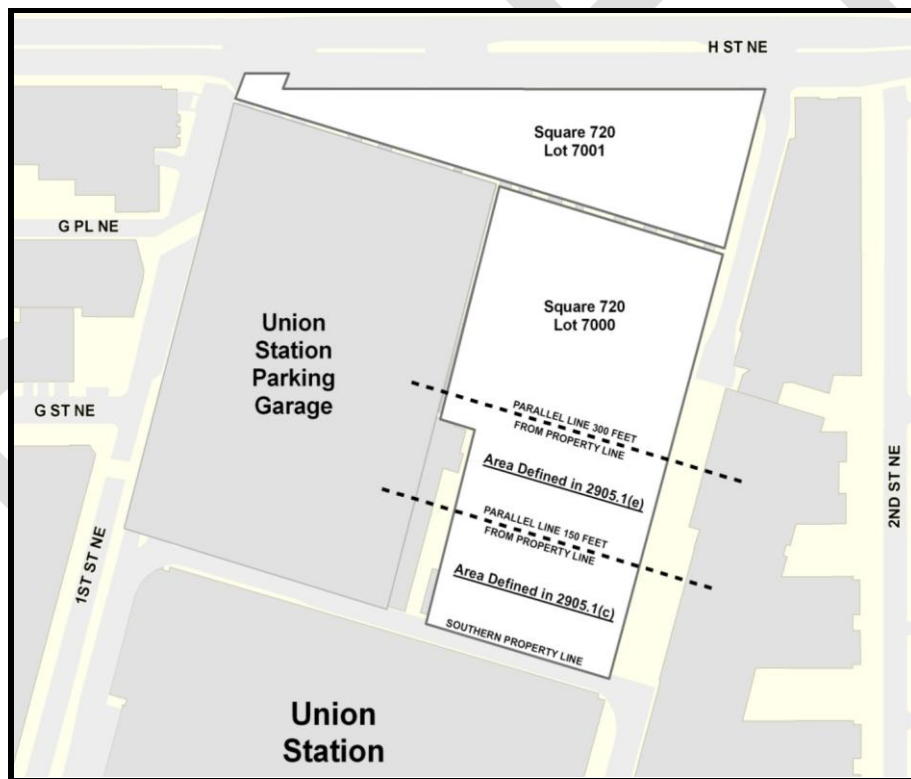 H ST NE
Square 720
Lot 7001
G PL NE
Square 720
Lot 7000
Union
Station
Parking
Garage
G ST NE
PARALLEL LINE 300 FEET
FROM PROPERTY LINE
Area Defined in 2905.1(e)
PARALLEL LINE 150 FEET
FROM PROPERTY LINE
2ND ST NE
1ST ST NE
Area Defined in 2905.1(c)
SOUTHERN PROPERTY LINE
Union
Station